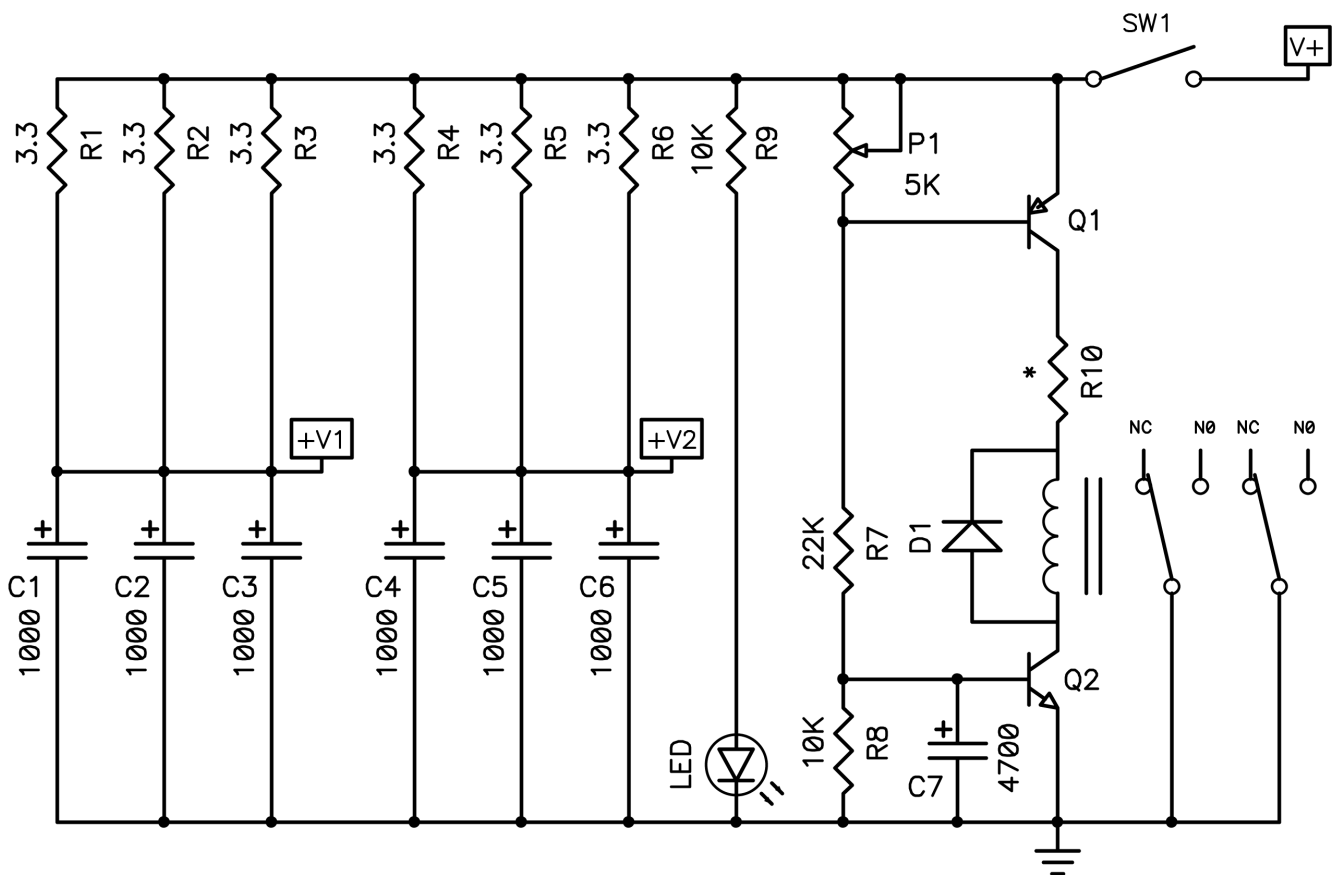 SW1
V+
3.3
R1
3.3
R2
3.3
R3
3.3
R4
3.3
R5
3.3
R6
10K
R9
P1
5K
Q1
*
R10
+V1
+V2
NC
N0
NC
N0
+
C1
1000
+
C2
1000
+
C3
1000
+
C4
1000
+
C5
1000
+
C6
1000
22K
R7
D1
Q2
LED
10K
R8
+
C7
4700